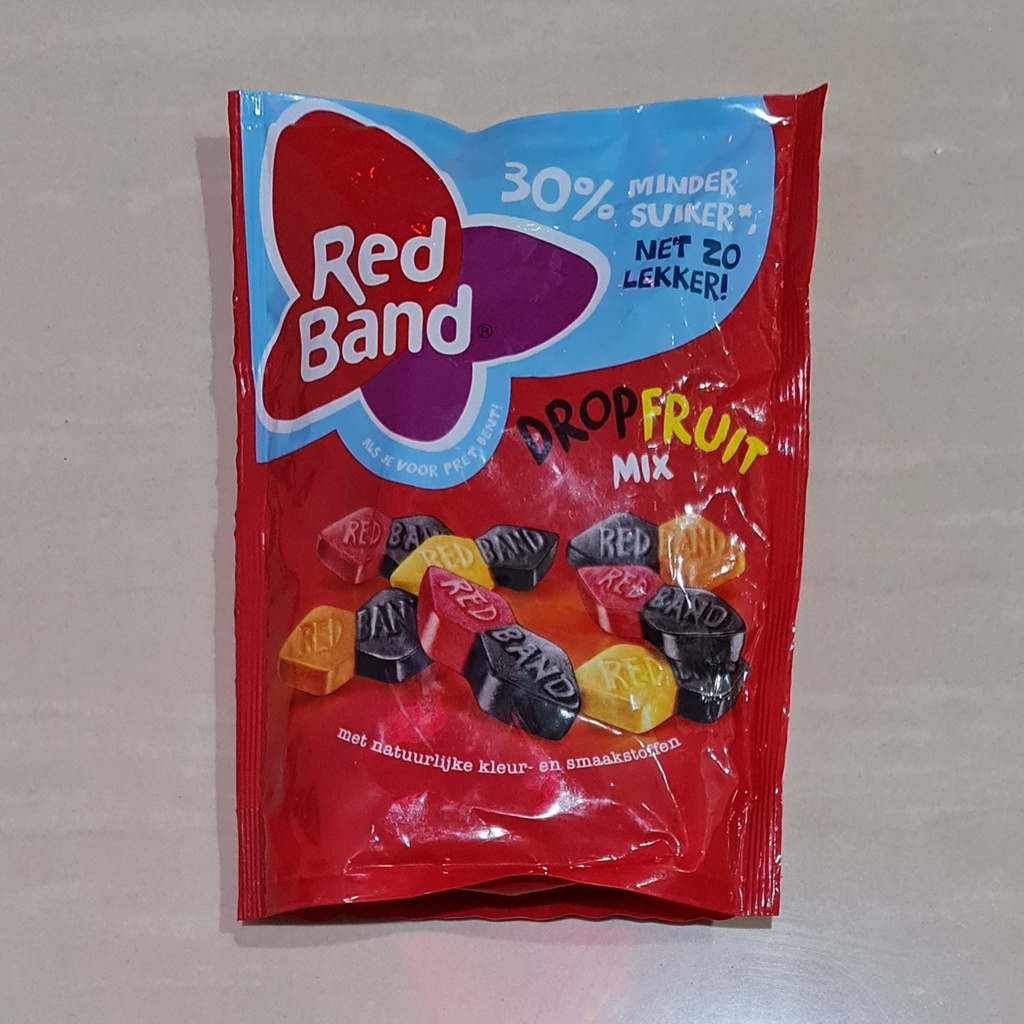 Red
Band®
30% MINDER
SUIKER*,
NET ZO
LEKKER!
ALS JE VOOR PRET BENT!
DROPFRUIT
MIX
RED BAND
RED BAND
RED BAND
RED BAND
RED BAN
RED BAND
RED
met natuurlijke kleur- en smaakstoffen